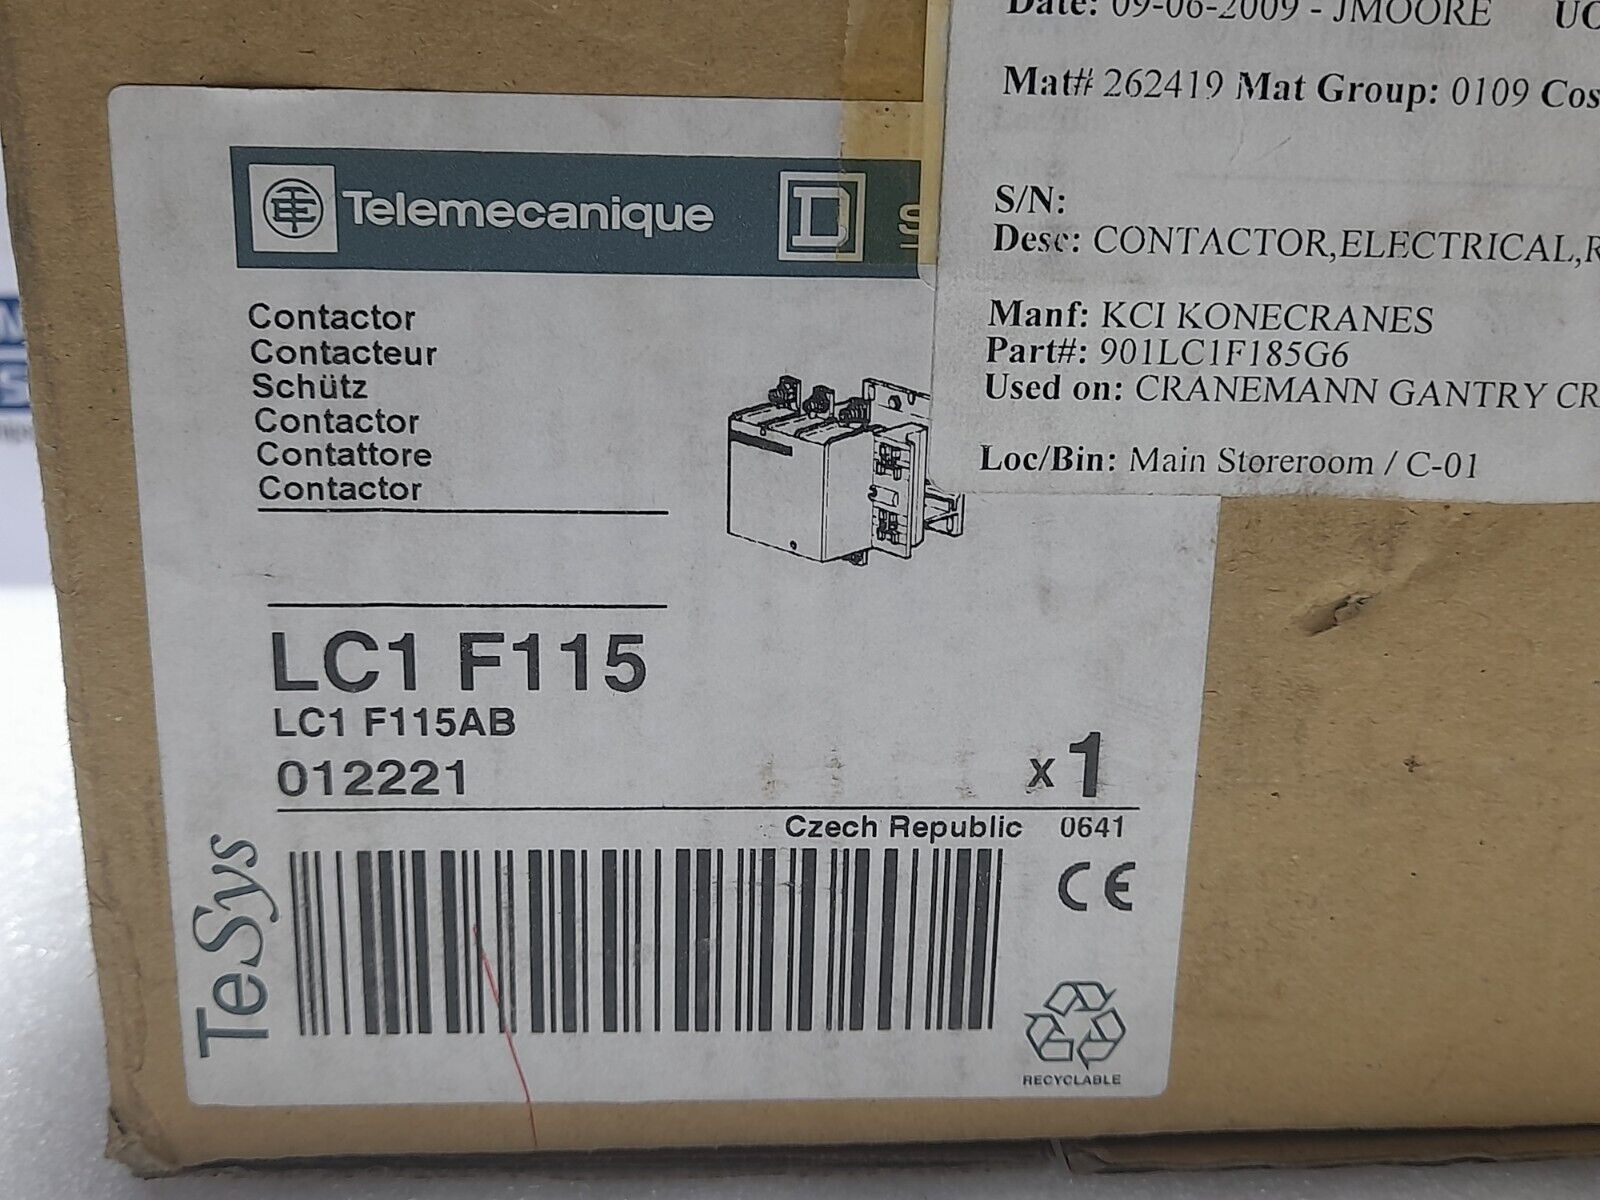 Date: 09-06-2009 - JMOORE
Mat# 262419 Mat Group: 0109
S/N:
Desc: CONTACTOR,ELECTRICAL,
Manf: KCI KONECRANES
Part#: 901LC1F185G6
Used on: CRANEMANN GANTRY
Loc/Bin: Main Storeroom / C-01
TE Telemecanique
Contactor
Contacteur
Schütz
Contactor
Contattore
Contactor
LC1 F115
LC1 F115AB
012221
x 1
Czech Republic 0641
CE
TeSys
RECYCLABLE